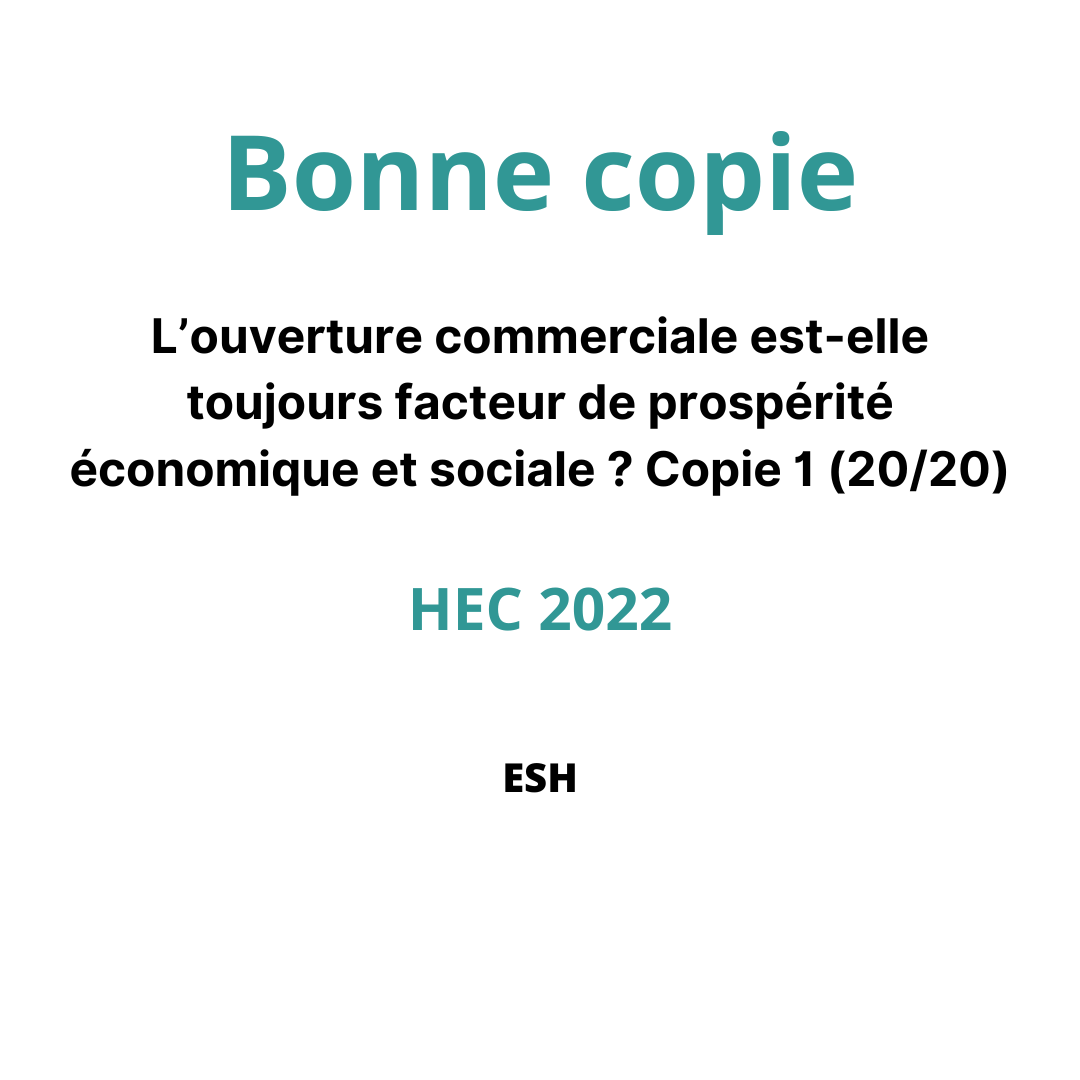 Bonne copie
L’ouverture commerciale est-elle
toujours facteur de prospérité
économique et sociale ? Copie 1 (20/20)
HEC 2022
ESH